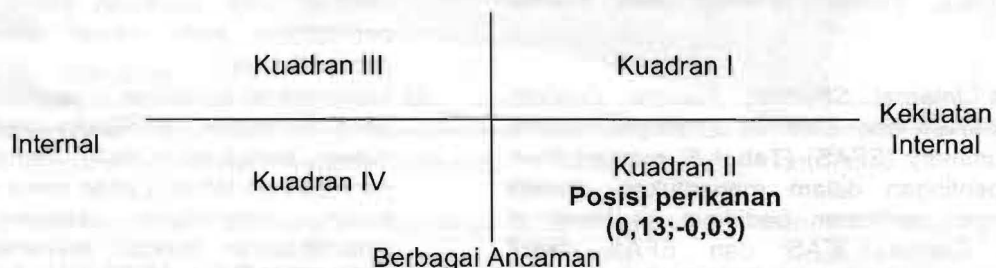 Kuadran III
Kuadran I
Kekuatan
Internal
Internal
Kuadran IV
Kuadran II
Posisi perikanan
(0,13;-0,03)
Berbagai Ancaman